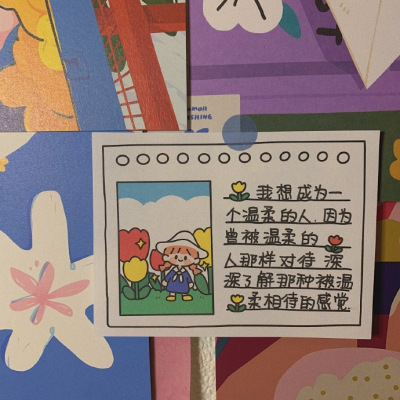 我想成为一
个温柔的人,因为
曾被温柔的
人那样对待 深
深了解那种被温
柔相待的感觉.